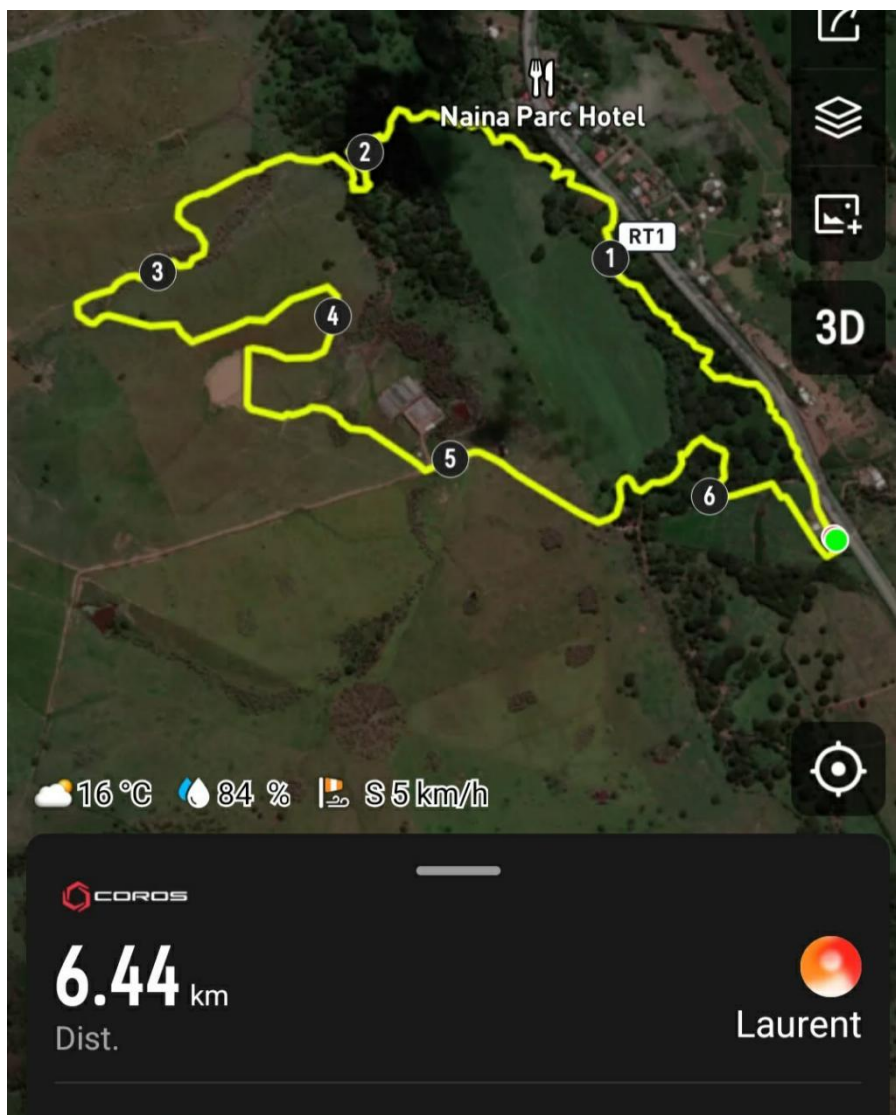 Naina Parc Hotel
2
RT1
1
3
3D
4
5
6
16 °C 84 % S 5 km/h
COROS
6.44 km
Dist.
Laurent